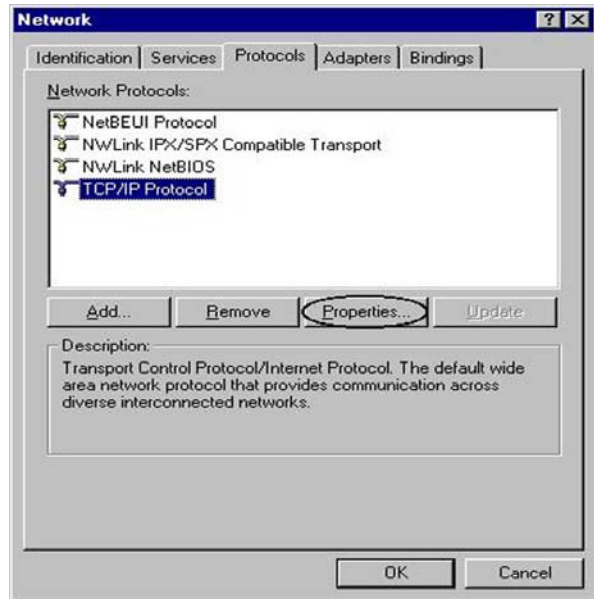 Network
Identification Services Protocols Adapters Bindings
Network Protocols:
NetBEUI Protocol
NWLink IPX/SPX Compatible Transport
NWLink NetBIOS
TCP/IP Protocol
Add... Remove Properties... Update
Description:
Transport Control Protocol/Internet Protocol. The default wide
area network protocol that provides communication across
diverse interconnected networks.
OK Cancel